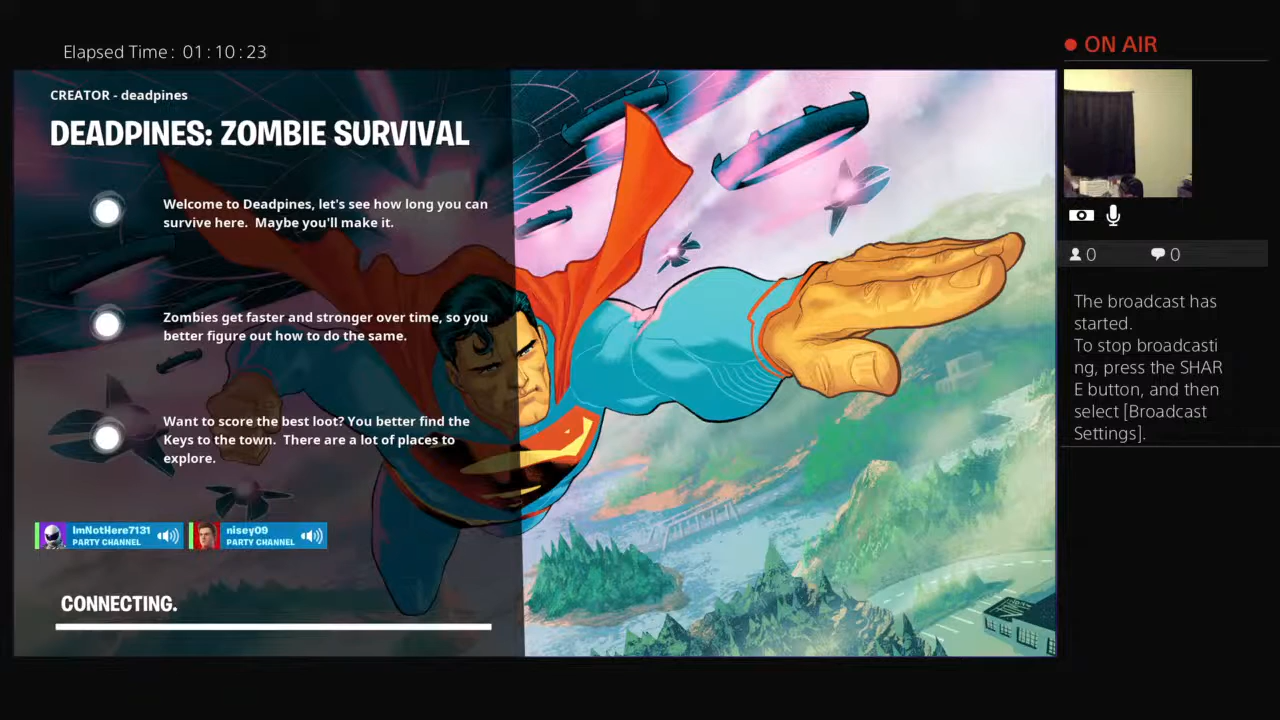 Elapsed Time: 01:10:23
ON AIR
CREATOR - deadpines
DEADPINES: ZOMBIE SURVIVAL
Welcome to Deadpines, let's see how long you can
survive here.  Maybe you'll make it.
Zombies get faster and stronger over time, so you
better figure out how to do the same.
Want to score the best loot? You better find the
Keys to the town.  There are a lot of places to
explore.
ImNotHere7131
PARTY CHANNEL
nisey09
PARTY CHANNEL
CONNECTING.
0
0
The broadcast has
started.
To stop broadcasti
ng, press the SHAR
E button, and then
select [Broadcast
Settings].